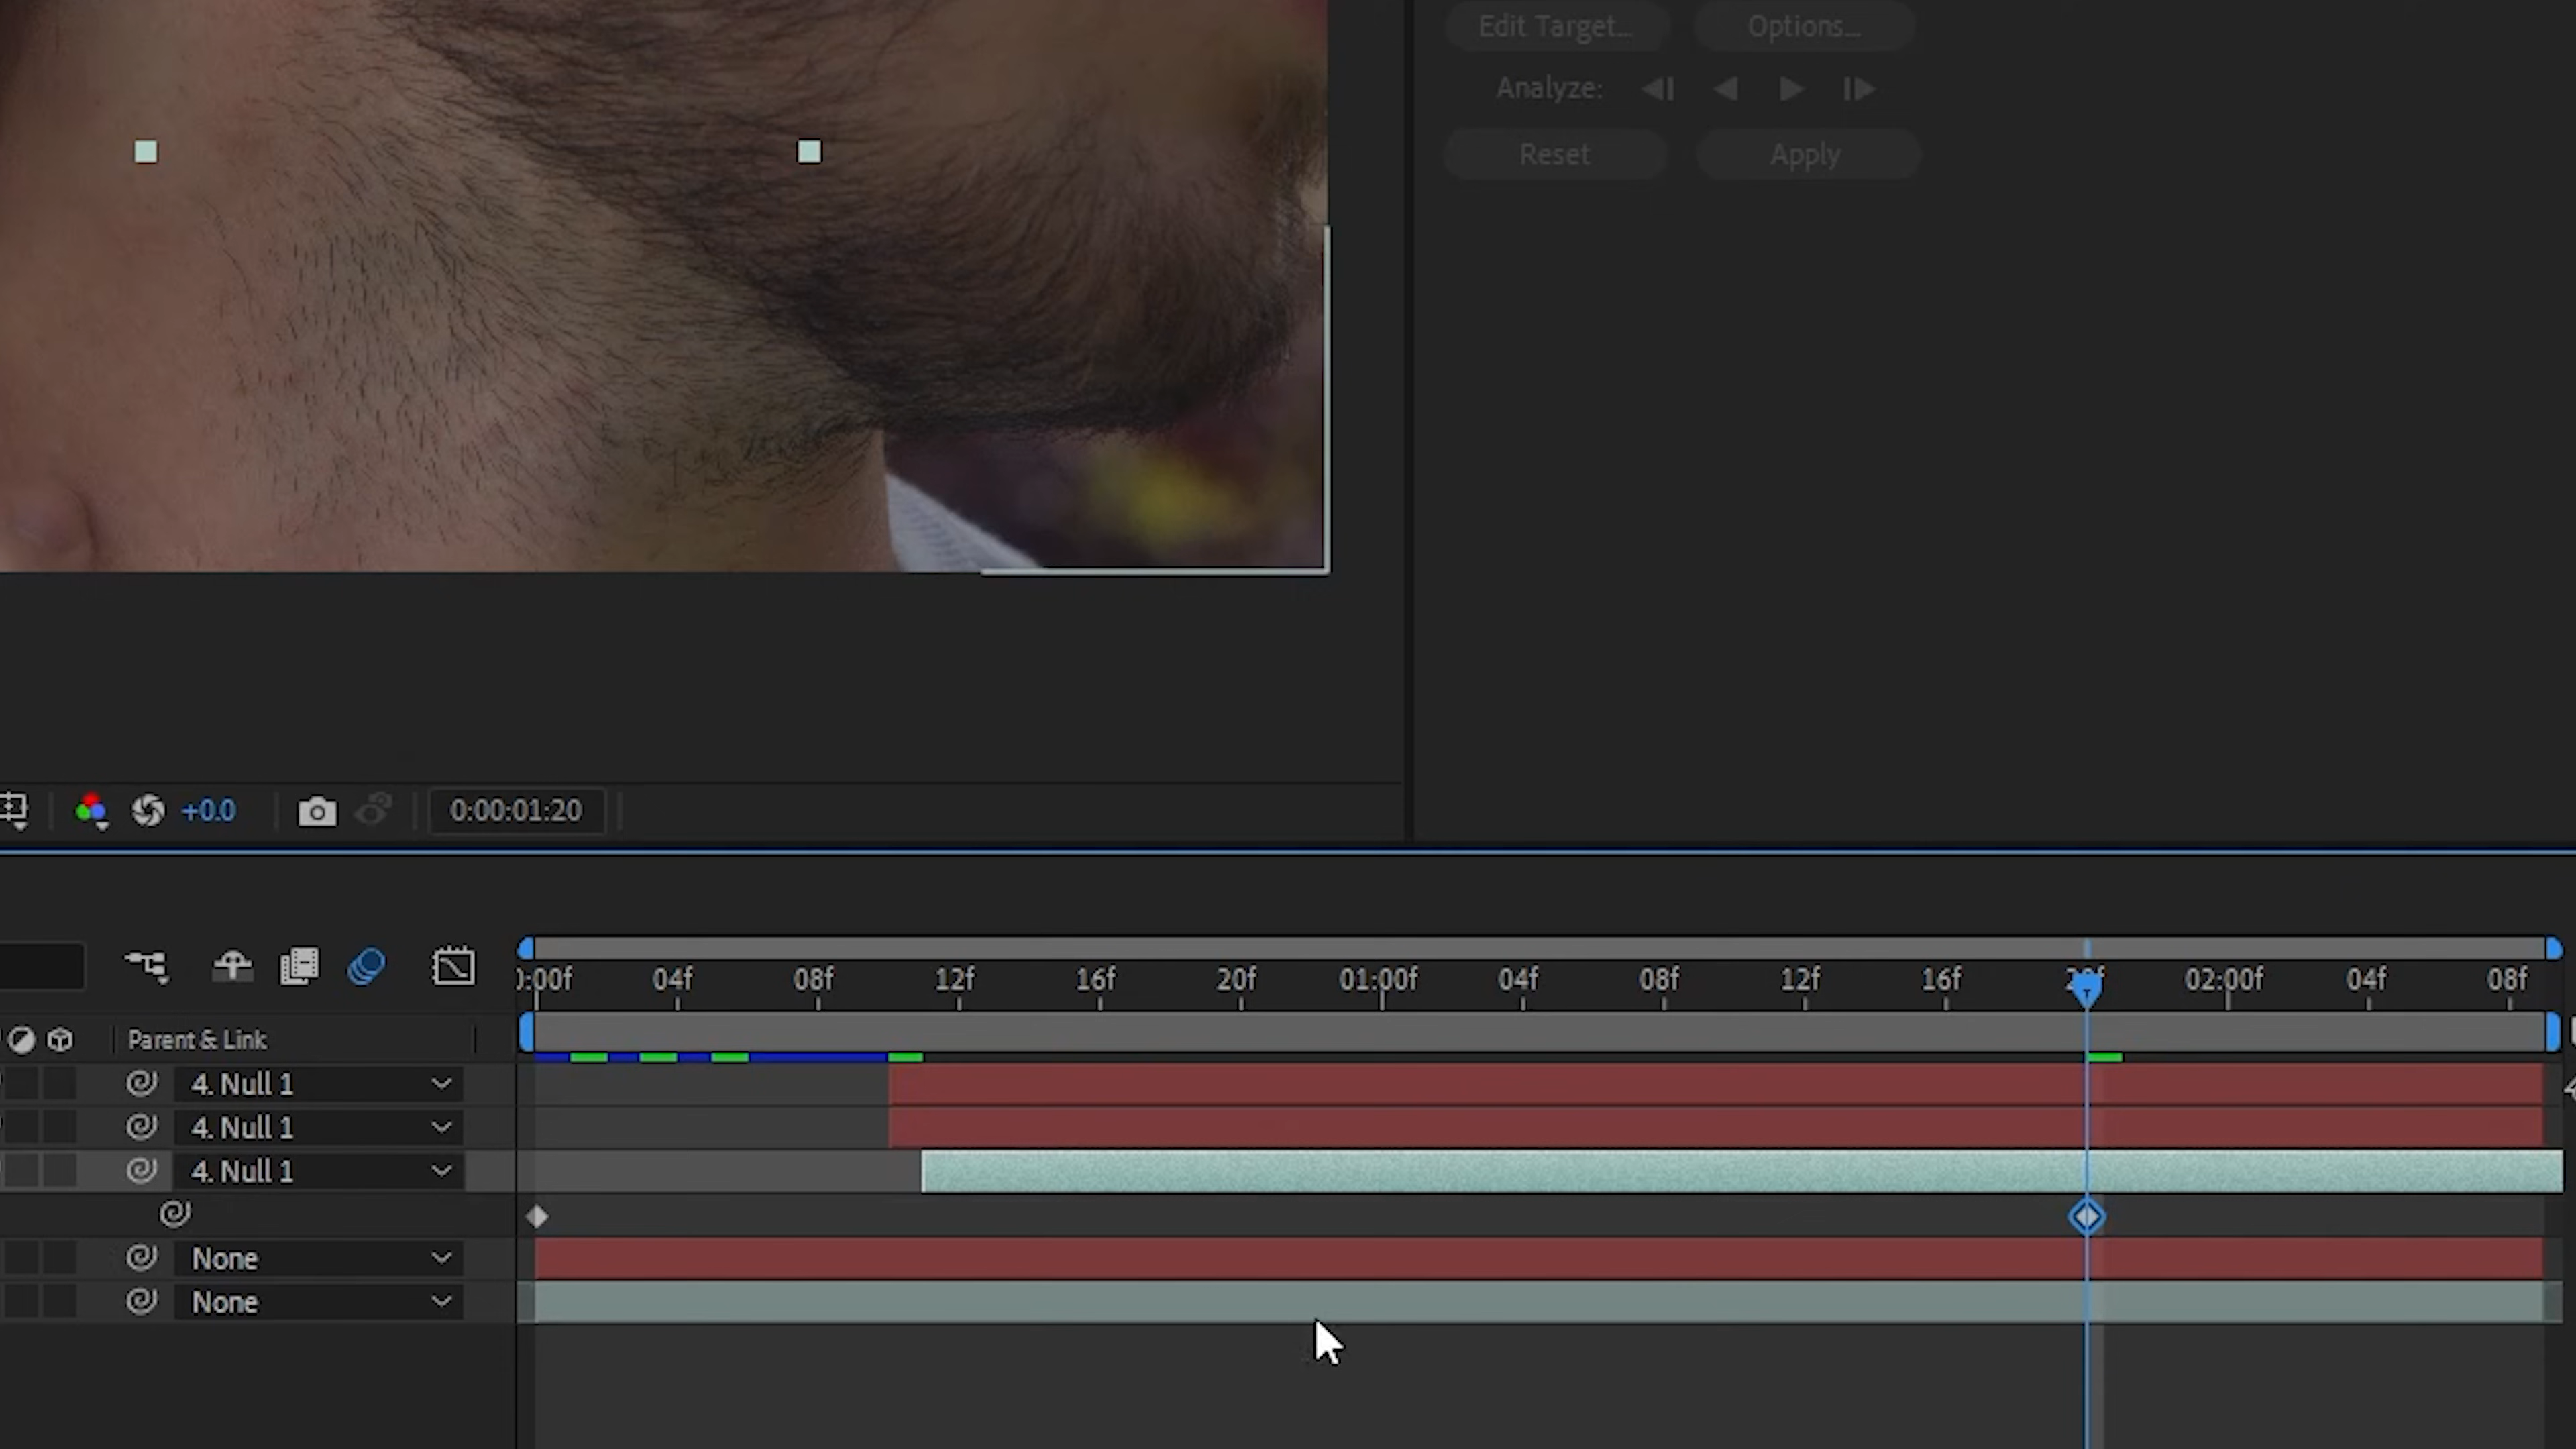 Edit Target... Options...
Analyze:
Reset Apply
+0.0 0:00:01:20
0:00f 04f 08f 12f 16f 20f 01:00f 04f 08f 12f 16f 20f 02:00f 04f 08f
Parent & Link
4. Null 1
4. Null 1
4. Null 1
None
None